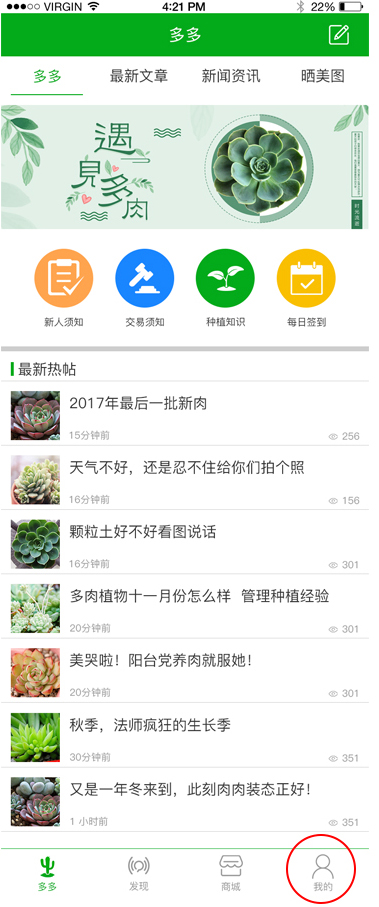 VIRGIN 4:21 PM 22%
多多
多多 最新文章 新闻资讯 晒美图
遇見多肉
新人须知 交易须知 种植知识 每日签到
最新热帖
2017年最后一批新肉
15分钟前 256
天气不好，还是忍不住给你们拍个照
16分钟前 156
颗粒土好不好看图说话
16分钟前 301
多肉植物十一月份怎么样 管理种植经验
20分钟前 301
美哭啦！阳台党养肉就服她！
20分钟前 301
秋季，法师疯狂的生长季
30分钟前 351
又是一年冬来到，此刻肉肉装态正好！
1 小时前 351
多多 发现 商城 我的